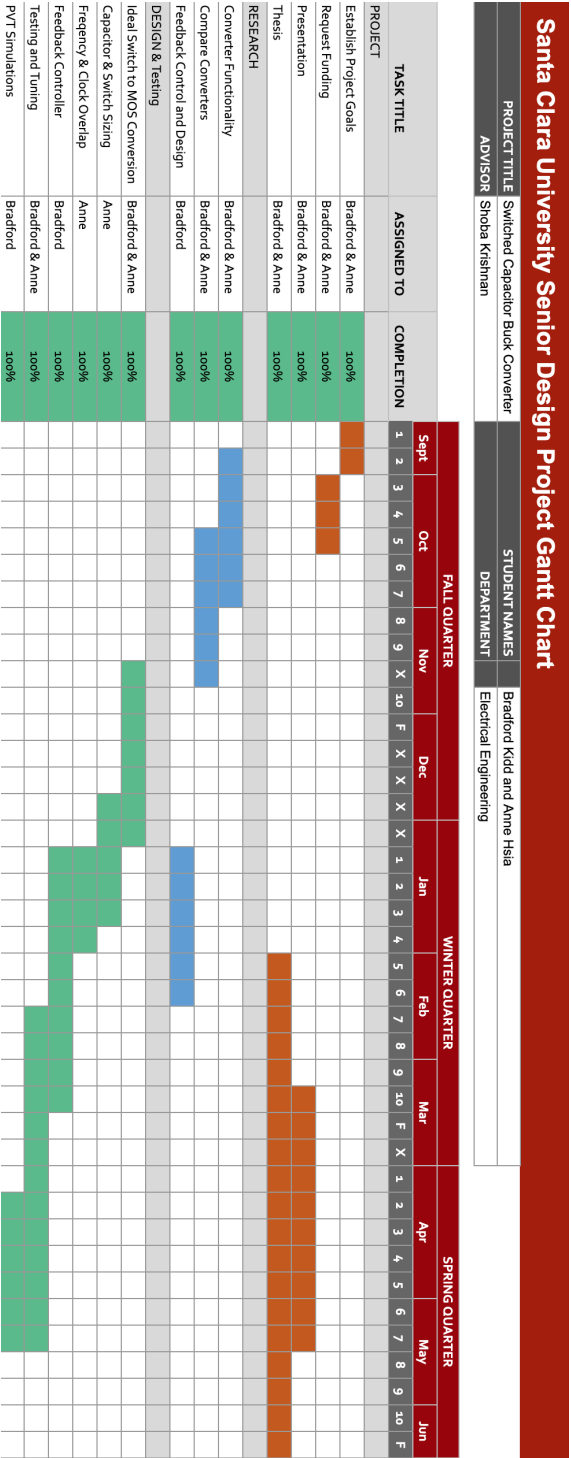 Santa Clara University Senior Design Project Gantt Chart
PROJECT TITLE Switched Capacitor Buck Converter STUDENT NAMES Bradford Kidd and Anne Hsia
ADVISOR Shoba Krishnan DEPARTMENT Electrical Engineering
FALL QUARTER WINTER QUARTER SPRING QUARTER
TASK TITLE ASSIGNED TO COMPLETION Sept Oct Nov Dec Jan Feb Mar Apr May Jun
1 2 3 4 5 6 7 8 9 X 10 F X X X X 1 2 3 4 5 6 7 8 9 10 F X 1 2 3 4 5 6 7 8 9 10 F
PROJECT
Establish Project Goals Bradford & Anne 100%
Request Funding Bradford & Anne 100%
Presentation Bradford & Anne 100%
Thesis Bradford & Anne 100%
RESEARCH
Converter Functionality Bradford & Anne 100%
Compare Converters Bradford & Anne 100%
Feedback Control and Design Bradford 100%
DESIGN & Testing
Ideal Switch to MOS Conversion Bradford & Anne 100%
Capacitor & Switch Sizing Anne 100%
Freqency & Clock Overlap Anne 100%
Feedback Controller Bradford 100%
Testing and Tuning Bradford & Anne 100%
PVT Simulations Bradford 100%